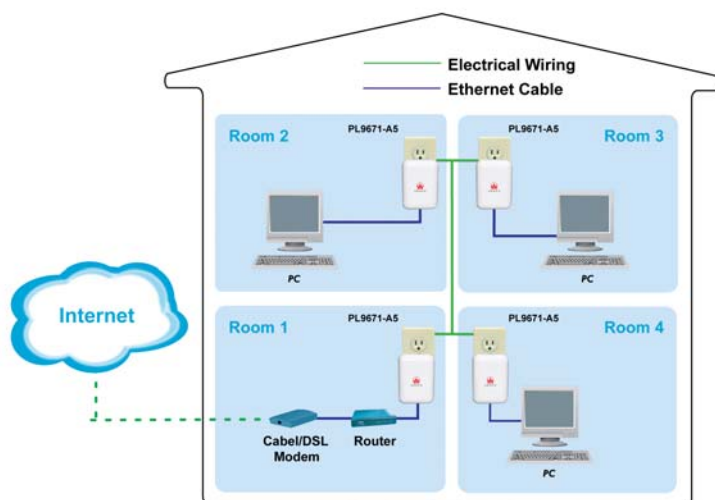 Electrical Wiring
Ethernet Cable
Room 2
PL9671-A5
PL9671-A5
Room 3
PC
PC
Internet
Room 1
PL9671-A5
PL9671-A5
Room 4
Cabel/DSL
Modem
Router
PC